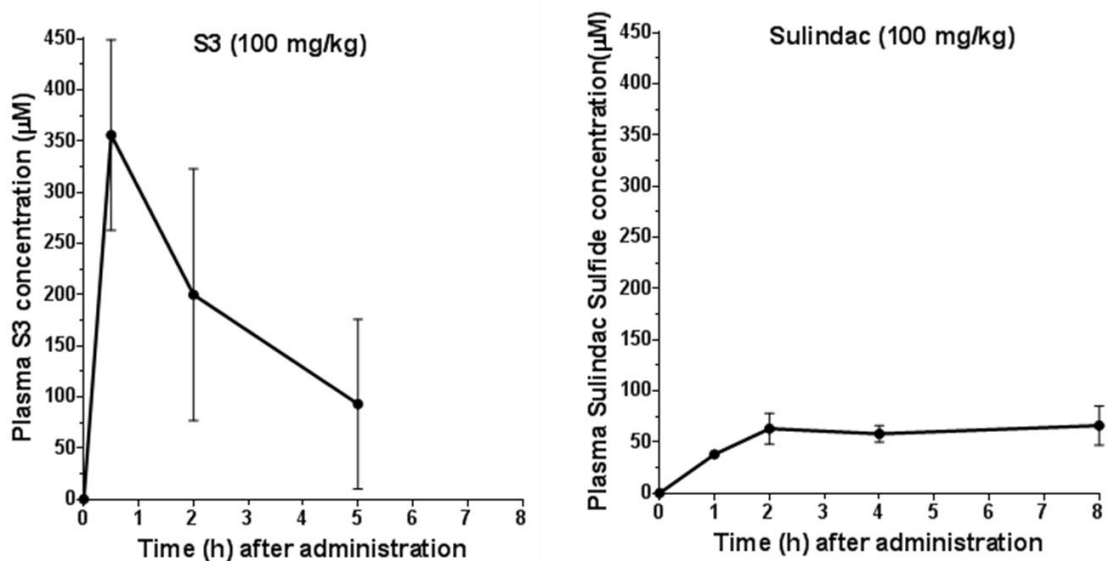 S3 (100 mg/kg)
Plasma S3 concentration (µM)
450
400
350
300
250
200
150
100
50
0
0 1 2 3 4 5 6 7 8
Time (h) after administration
Sulindac (100 mg/kg)
Plasma Sulindac Sulfide concentration(µM)
450
400
350
300
250
200
150
100
50
0
0 1 2 3 4 5 6 7 8
Time (h) after administration